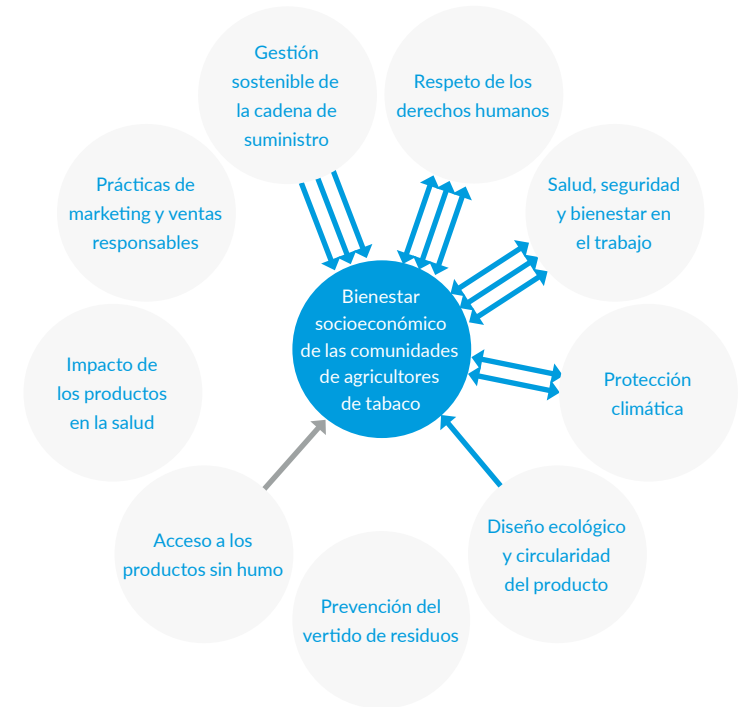 Gestión
sostenible de
la cadena de
suministro
Respeto de los
derechos humanos
Prácticas de
marketing y ventas
responsables
Salud, seguridad
y bienestar en
el trabajo
Bienestar
socioeconómico
de las comunidades
de agricultores
de tabaco
Impacto de
los productos
en la salud
Protección
climática
Acceso a los
productos sin humo
Diseño ecológico
y circularidad
del producto
Prevención del
vertido de residuos